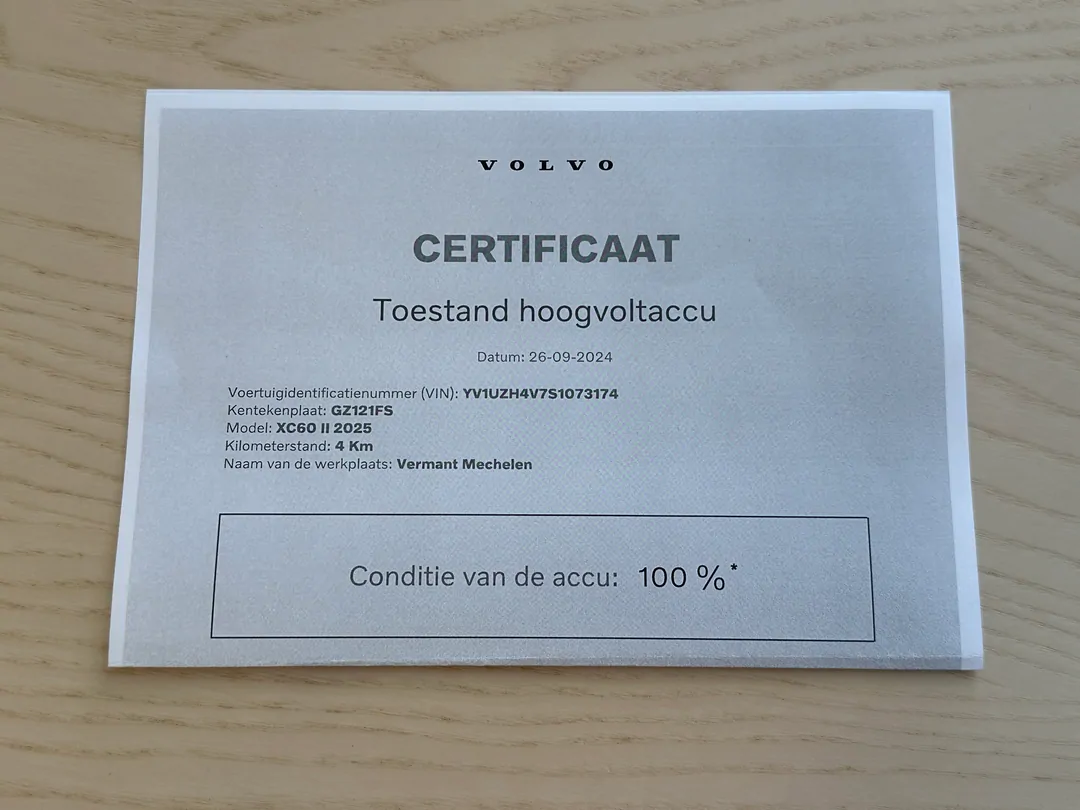 VOLVO
CERTIFICAAT
Toestand hoogvoltaccu
Datum: 26-09-2024
Voertuigidentificatienummer (VIN): YV1UZH4V7S1073174
Kentekenplaat: GZ121FS
Model: XC60 II 2025
Kilometerstand: 4 Km
Naam van de werkplaats: Vermant Mechelen
Conditie van de accu: 100 %*